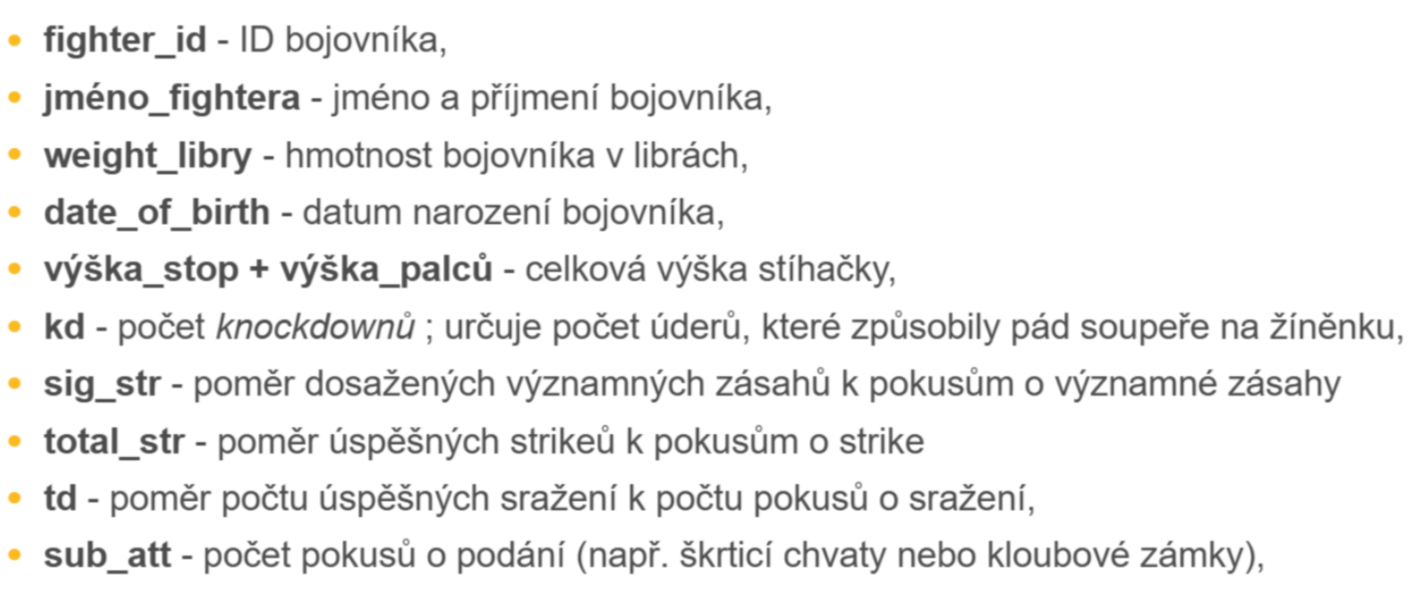 • fighter_id - ID bojovníka,
• jméno_fightera - jméno a příjmení bojovníka,
• weight_libry - hmotnost bojovníka v librách,
• date_of_birth - datum narození bojovníka,
• výška_stop + výška_palců - celková výška stíhačky,
• kd - počet knockdownů ; určuje počet úderů, které způsobily pád soupeře na žíněnku,
• sig_str - poměr dosažených významných zásahů k pokusům o významné zásahy
• total_str - poměr úspěšných strikeů k pokusům o strike
• td - poměr počtu úspěšných sražení k počtu pokusů o sražení,
• sub_att - počet pokusů o podání (např. škrticí chvaty nebo kloubové zámky),